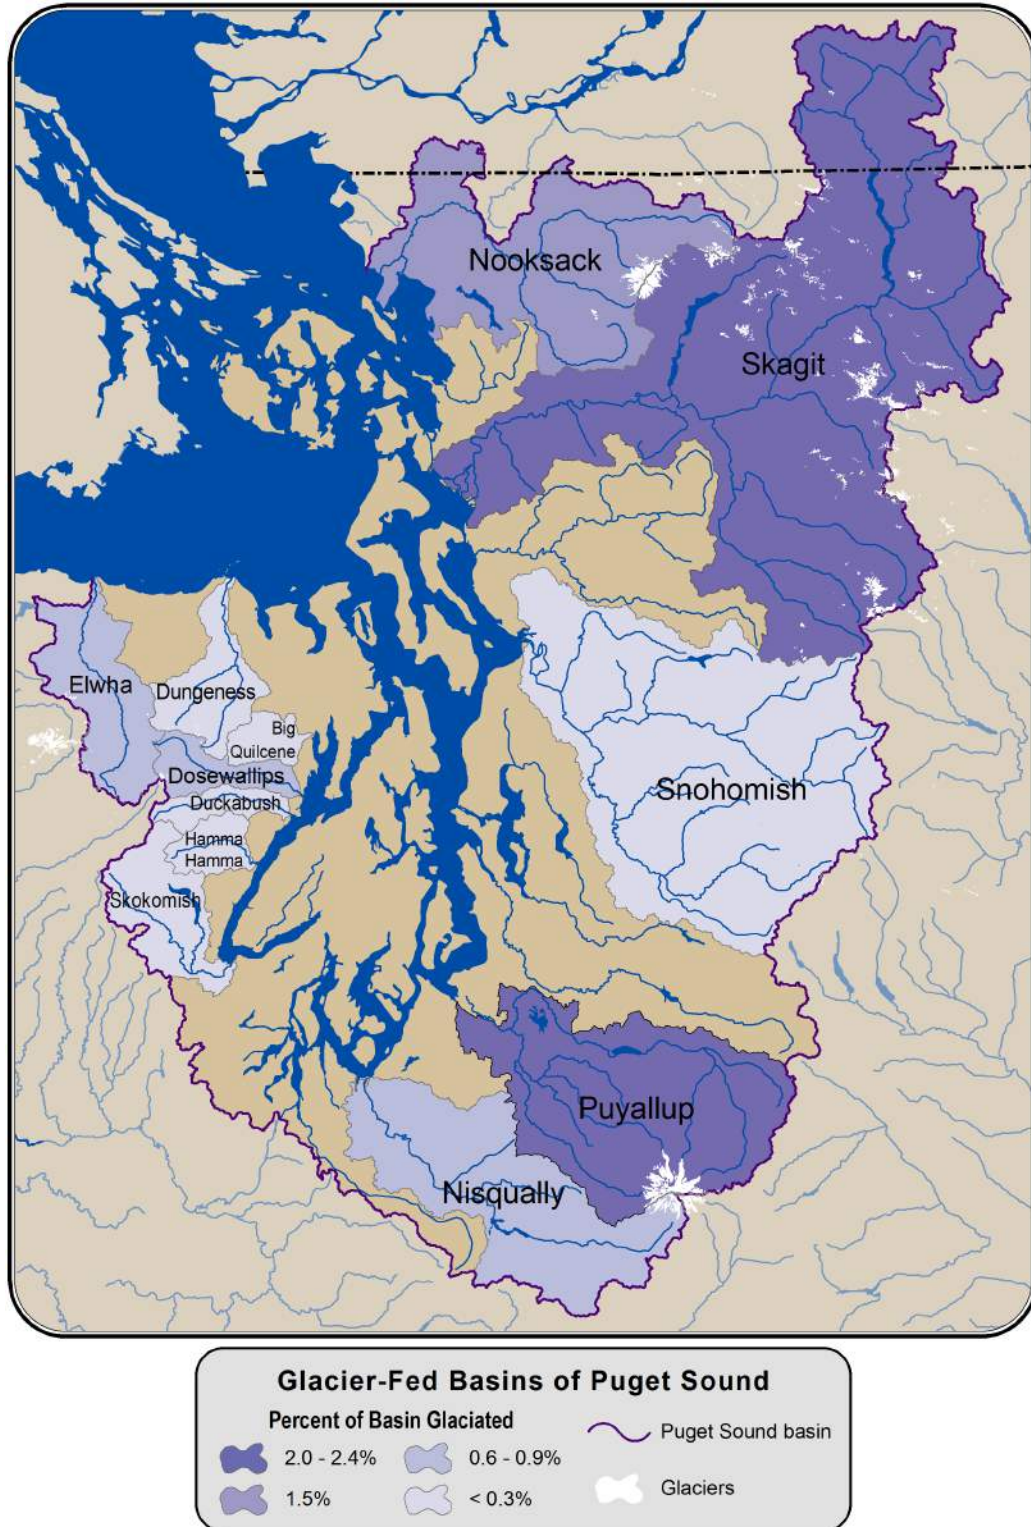 Nooksack
Skagit
Elwha
Dungeness
Big
Quilcene
Dosewallips
Duckabush
Hamma
Hamma
Skokomish
Snohomish
Puyallup
Nisqually
Glacier-Fed Basins of Puget Sound
Percent of Basin Glaciated
2.0 - 2.4%
1.5%
0.6 - 0.9%
< 0.3%
Puget Sound basin
Glaciers